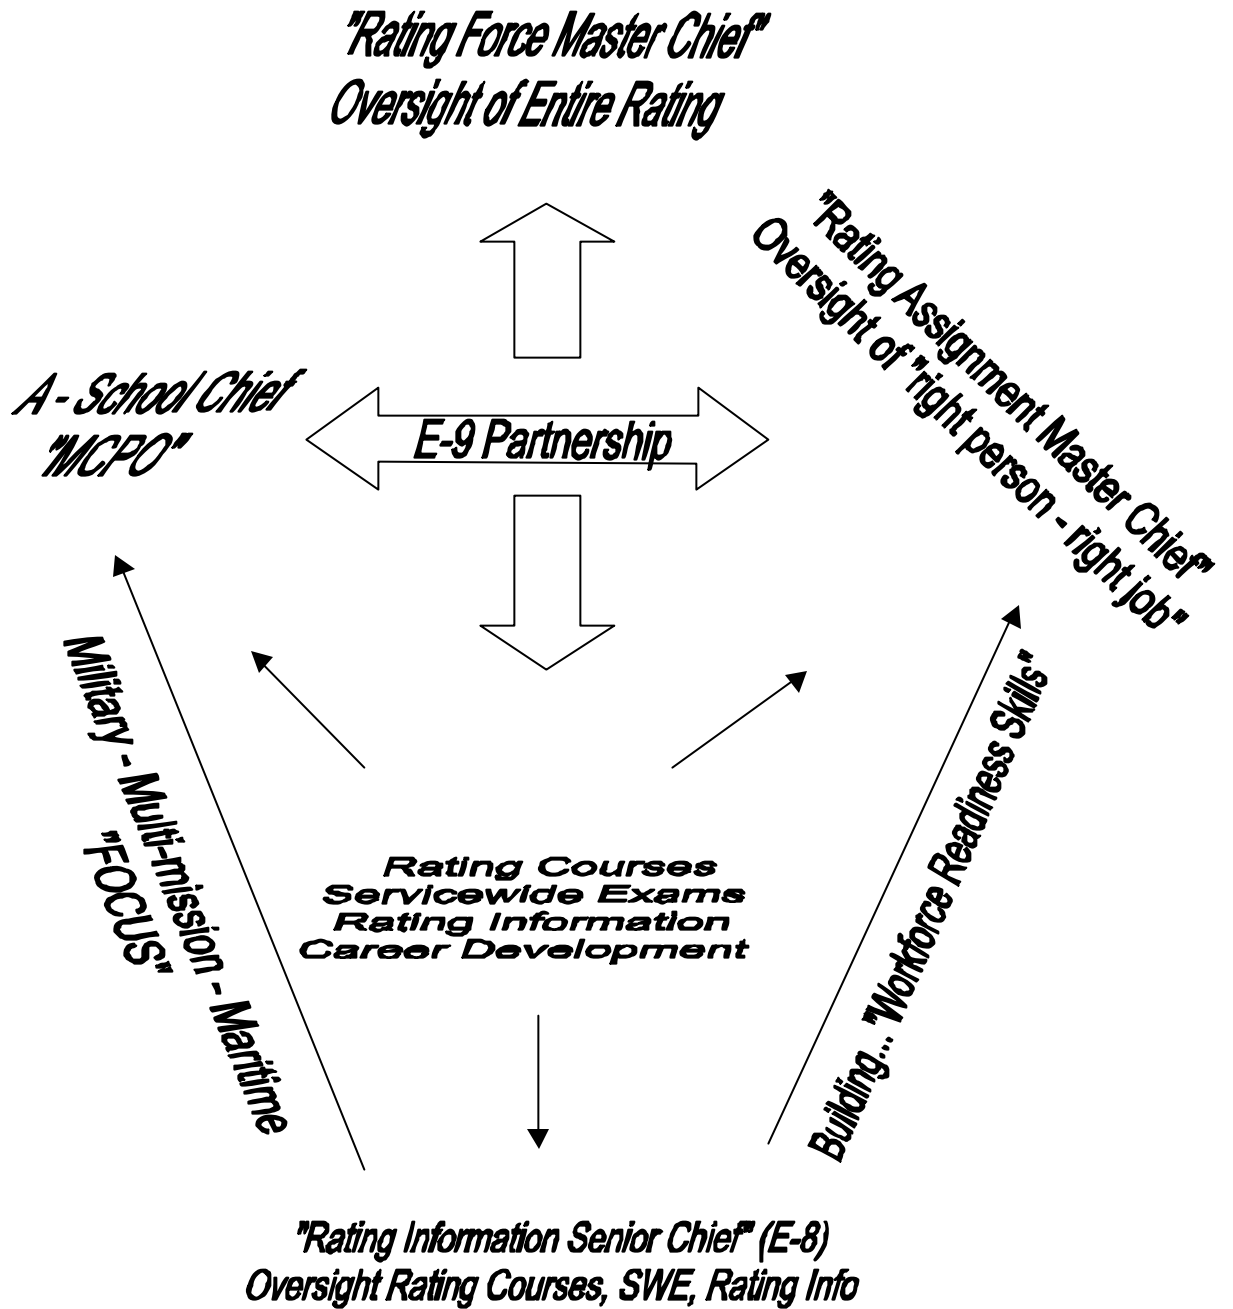 "Rating Force Master Chief"
Oversight of Entire Rating
"Rating Assignment Master Chief"
Oversight of "right person - right job"
A - School Chief
"MCPO"
E-9 Partnership
Military - Multi-mission - Maritime
"FOCUS"
Building... "Workforce Readiness Skills"
Rating Courses
Servicewide Exams
Rating Information
Career Development
"Rating Information Senior Chief" (E-8)
Oversight Rating Courses, SWE, Rating Info